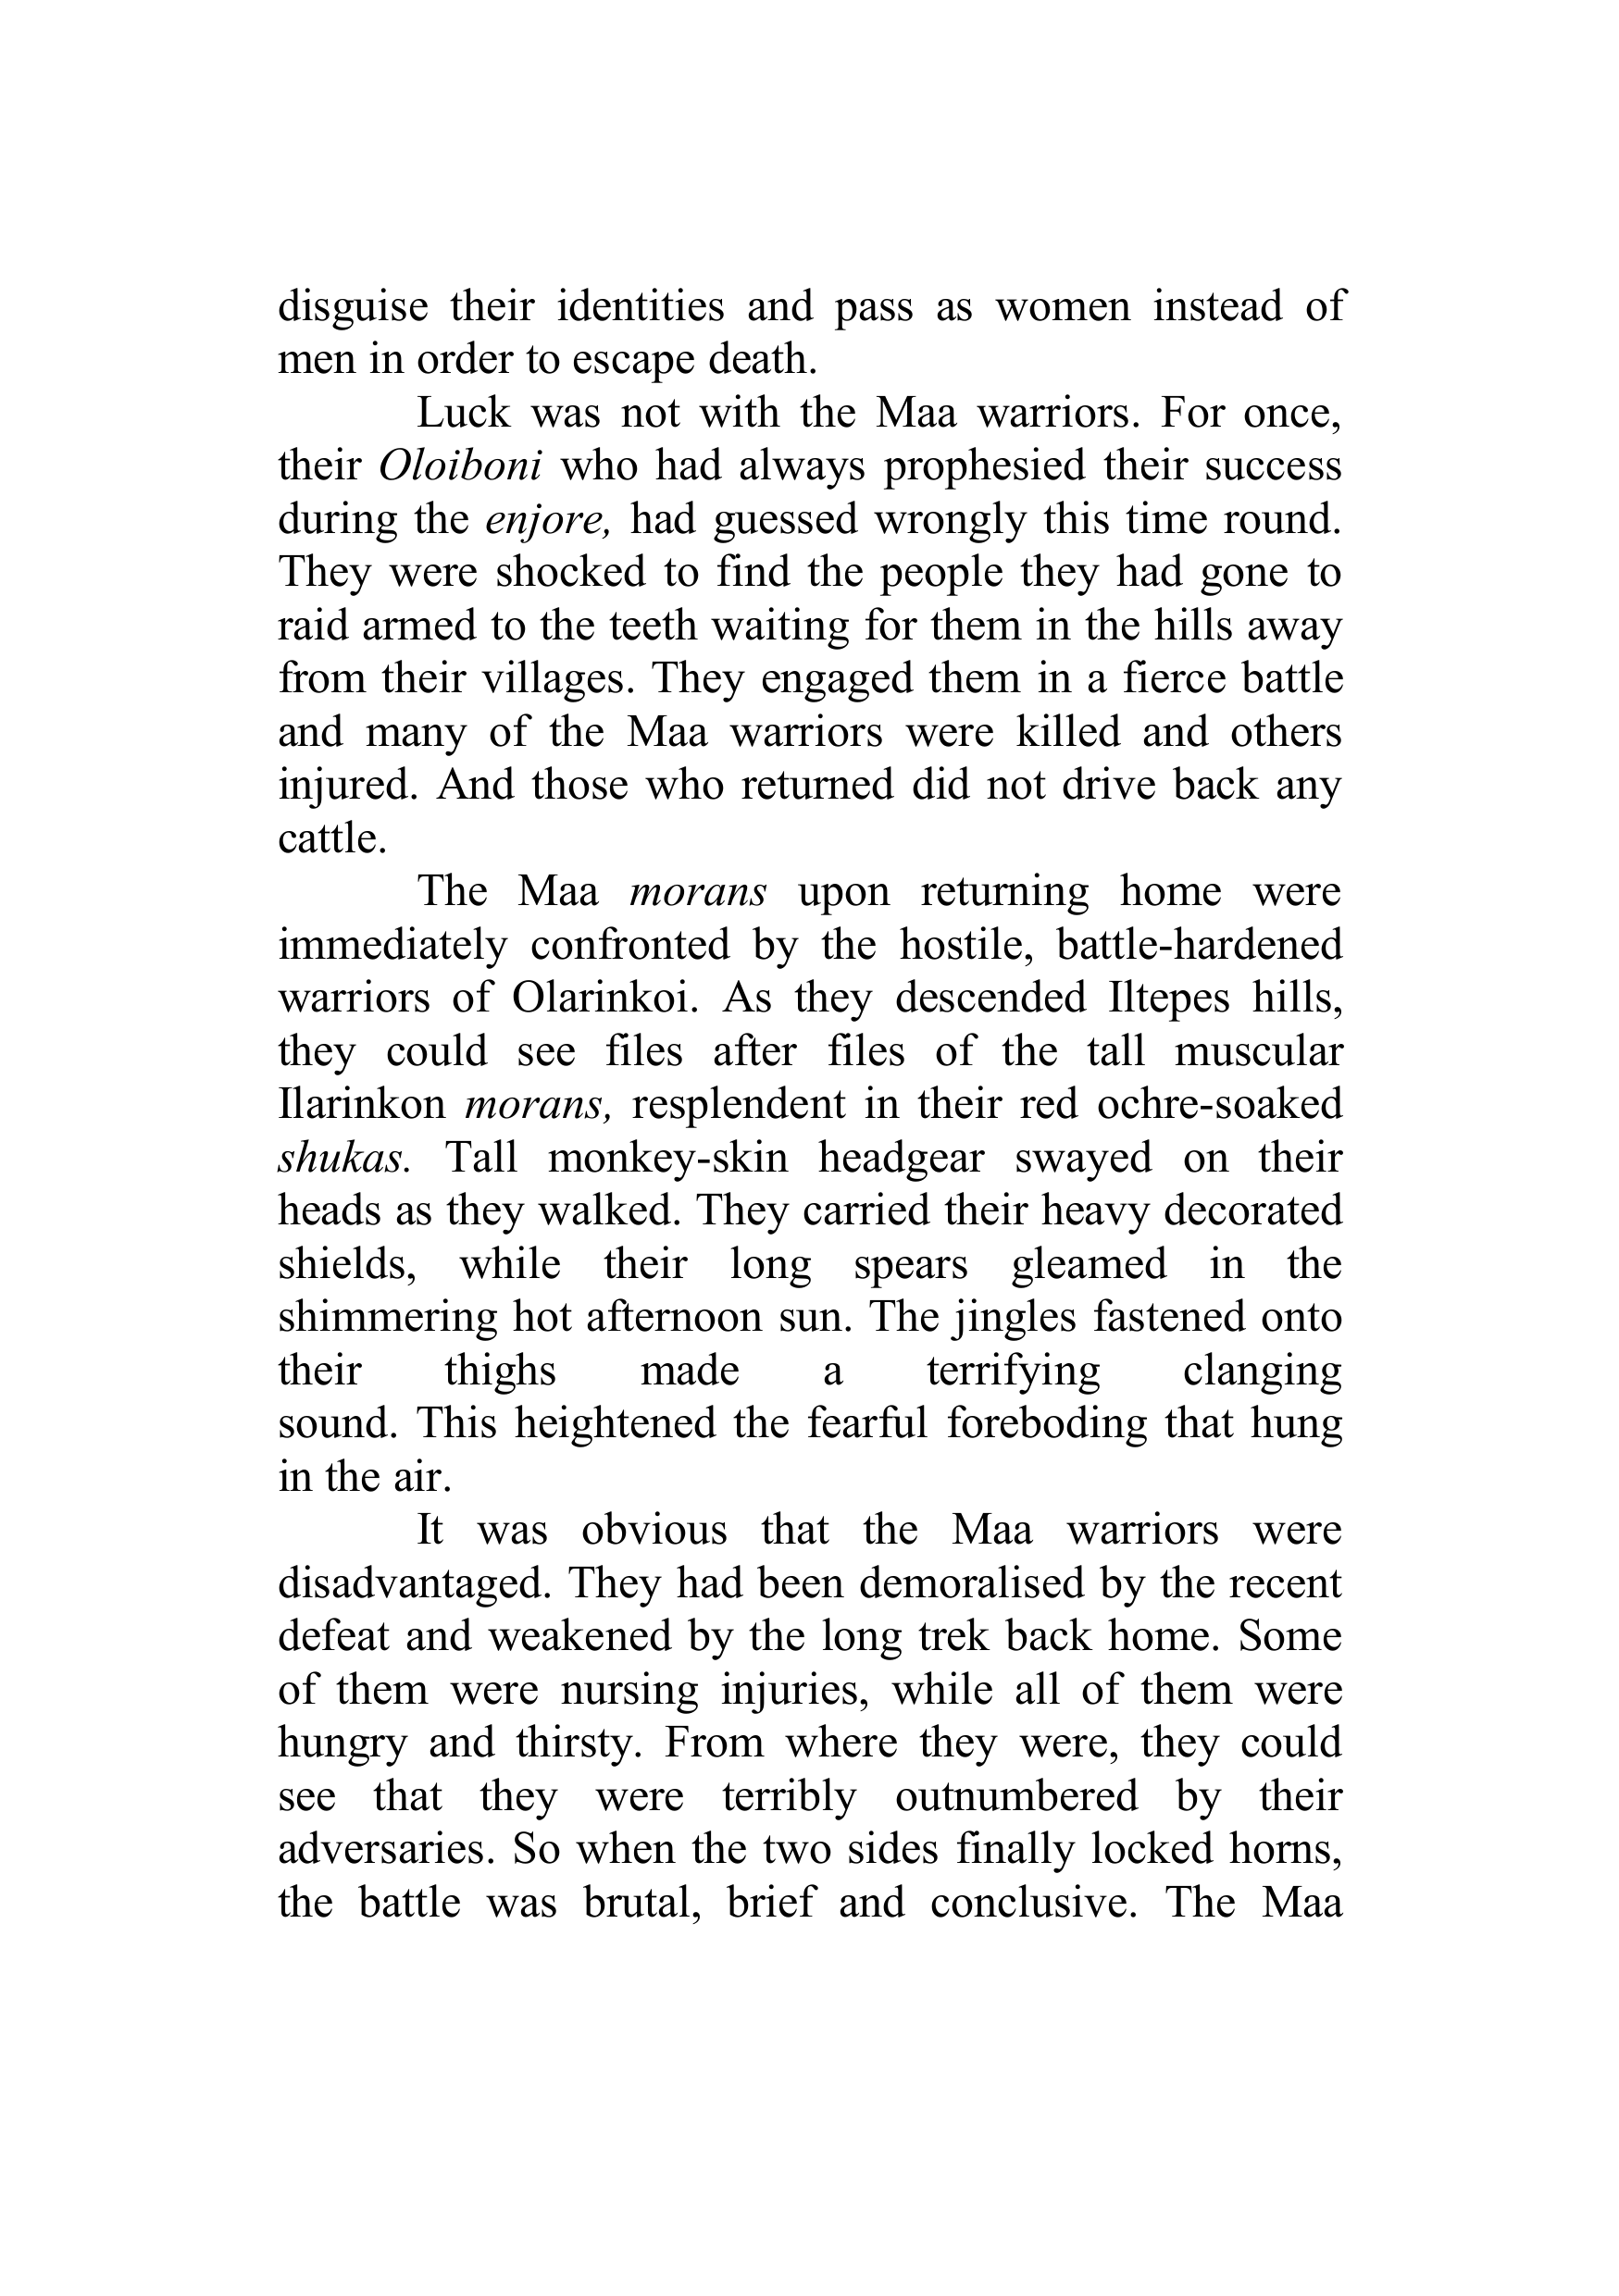 disguise their identities and pass as women instead of
men in order to escape death.
Luck was not with the Maa warriors. For once,
their Oloiboni who had always prophesied their success
during the enjore, had guessed wrongly this time round.
They were shocked to find the people they had gone to
raid armed to the teeth waiting for them in the hills away
from their villages. They engaged them in a fierce battle
and many of the Maa warriors were killed and others
injured. And those who returned did not drive back any
cattle.
The Maa morans upon returning home were
immediately confronted by the hostile, battle-hardened
warriors of Olarinkoi. As they descended Iltepes hills,
they could see files after files of the tall muscular
Ilarinkon morans, resplendent in their red ochre-soaked
shukas. Tall monkey-skin headgear swayed on their
heads as they walked. They carried their heavy decorated
shields, while their long spears gleamed in the
shimmering hot afternoon sun. The jingles fastened onto
their thighs made a terrifying clanging
sound. This heightened the fearful foreboding that hung
in the air.
It was obvious that the Maa warriors were
disadvantaged. They had been demoralised by the recent
defeat and weakened by the long trek back home. Some
of them were nursing injuries, while all of them were
hungry and thirsty. From where they were, they could
see that they were terribly outnumbered by their
adversaries. So when the two sides finally locked horns,
the battle was brutal, brief and conclusive. The Maa